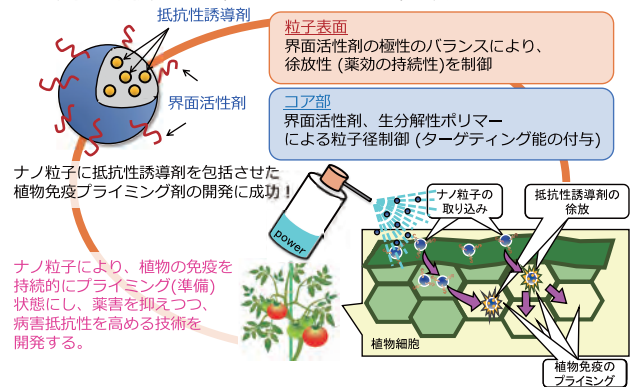 抵抗性誘導剤
界面活性剤
粒子表面
界面活性剤の極性のバランスにより、
徐放性 (薬効の持続性)を制御
コア部
界面活性剤、生分解性ポリマー
による粒子径制御 (ターゲティング能の付与)
ナノ粒子に抵抗性誘導剤を包括させた
植物免疫プライミング剤の開発に成功！
power
ナノ粒子の
取り込み
抵抗性誘導剤の
徐放
ナノ粒子により、植物の免疫を
持続的にプライミング(準備)
状態にし、薬害を抑えつつ、
病害抵抗性を高める技術を
開発する。
植物細胞
植物免疫の
プライミング